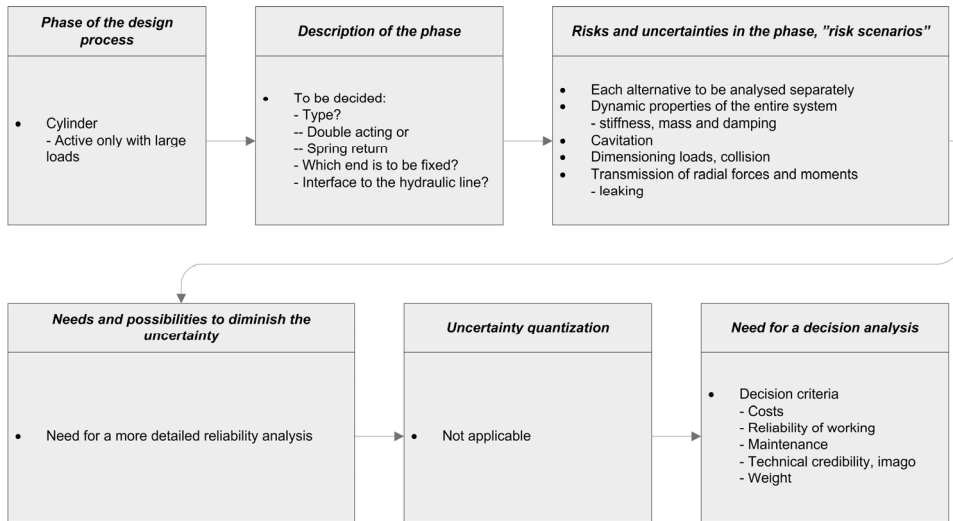 Phase of the design
process
• Cylinder
- Active only with large
loads
Description of the phase
• To be decided:
- Type?
-- Double acting or
-- Spring return
- Which end is to be fixed?
- Interface to the hydraulic line?
Risks and uncertainties in the phase, ”risk scenarios”
• Each alternative to be analysed separately
• Dynamic properties of the entire system
- stiffness, mass and damping
• Cavitation
• Dimensioning loads, collision
• Transmission of radial forces and moments
- leaking
Needs and possibilities to diminish the
uncertainty
• Need for a more detailed reliability analysis
Uncertainty quantization
• Not applicable
Need for a decision analysis
• Decision criteria
- Costs
- Reliability of working
- Maintenance
- Technical credibility, imago
- Weight